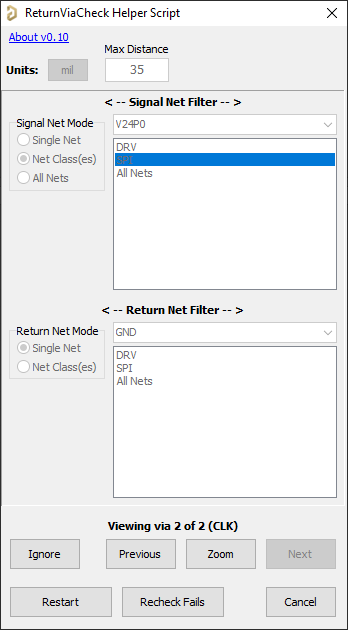 ReturnViaCheck Helper Script
About v0.10
Max Distance
Units:
mil
35
< -- Signal Net Filter -- >
Signal Net Mode
V24P0
Single Net
DRV
Net Class(es)
SPI
All Nets
All Nets
< -- Return Net Filter -- >
Return Net Mode
GND
Single Net
DRV
Net Class(es)
SPI
All Nets
Viewing via 2 of 2 (CLK)
Ignore
Previous
Zoom
Next
Restart
Recheck Fails
Cancel